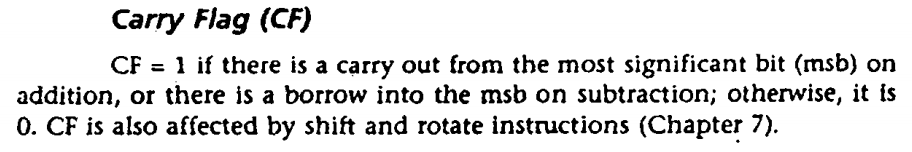 Carry Flag (CF)
CF = 1 if there is a carry out from the most significant bit (msb) on
addition, or there is a borrow into the msb on subtraction; otherwise, it is
0. CF is also affected by shift and rotate instructions (Chapter 7).